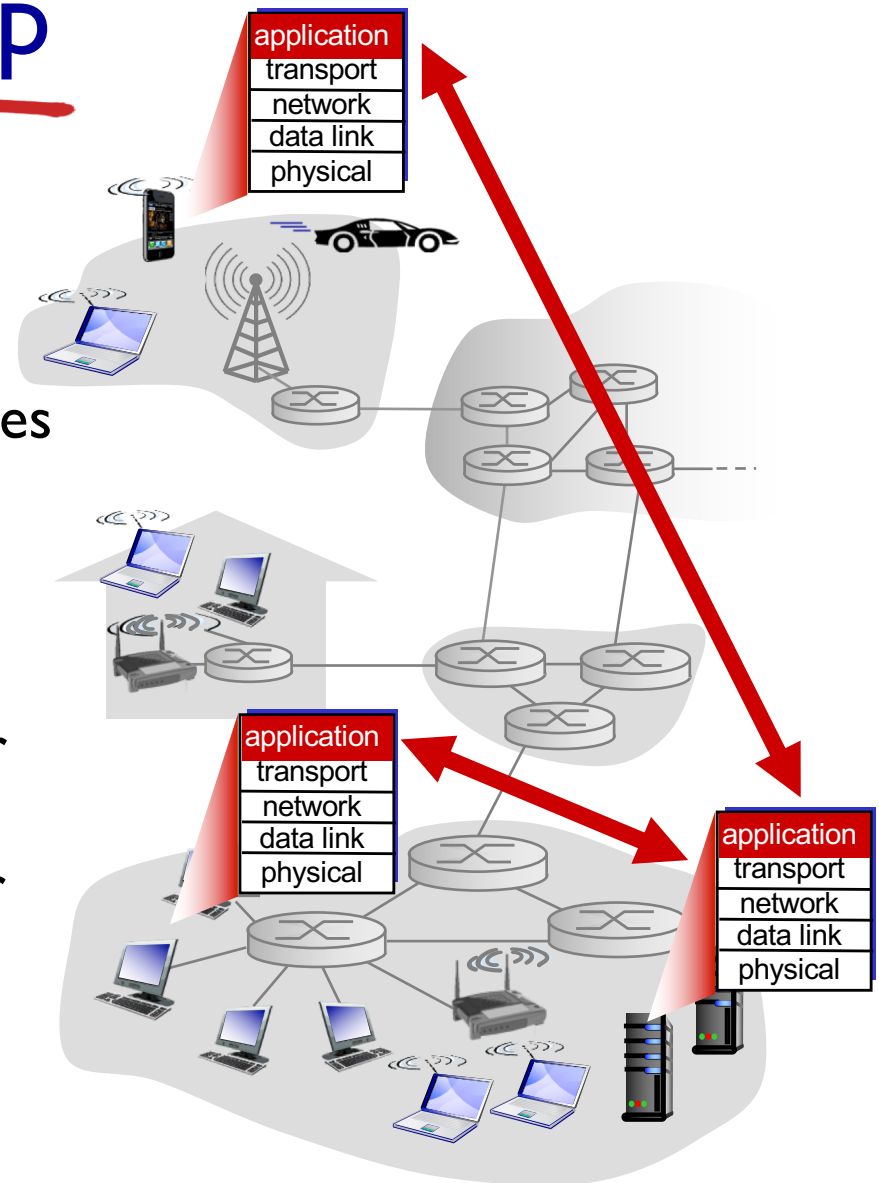 p
application
transport
network
data link
physical
es
application
transport
network
data link
physical
application
transport
network
data link
physical